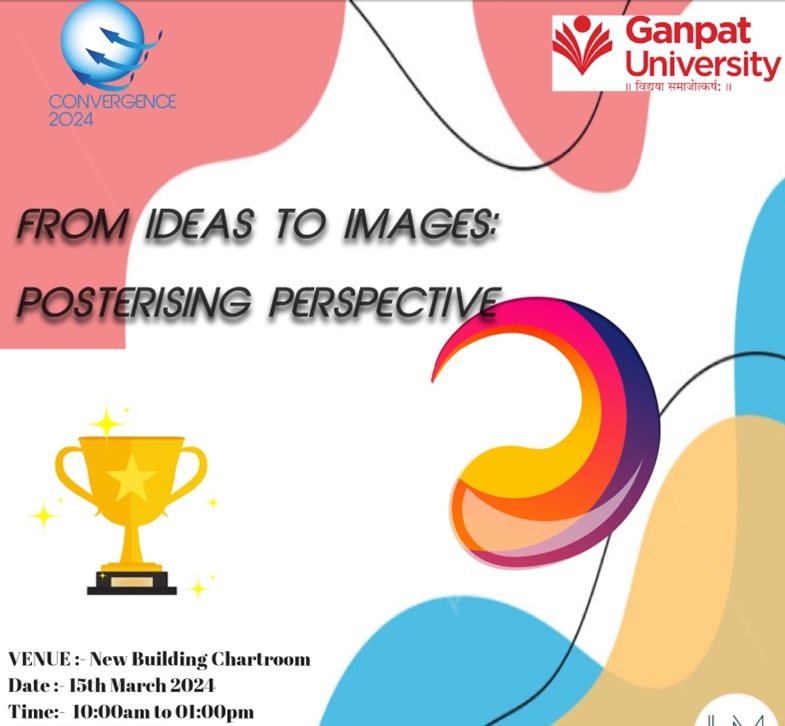 CONVERGENCE
2024
Ganpat
University
॥ विद्यया समाजोत्कर्ष: ॥
FROM IDEAS TO IMAGES:
POSTERISING PERSPECTIVE
VENUE :- New Building Chartroom
Date :- 15th March 2024
Time:- 10:00am to 01:00pm